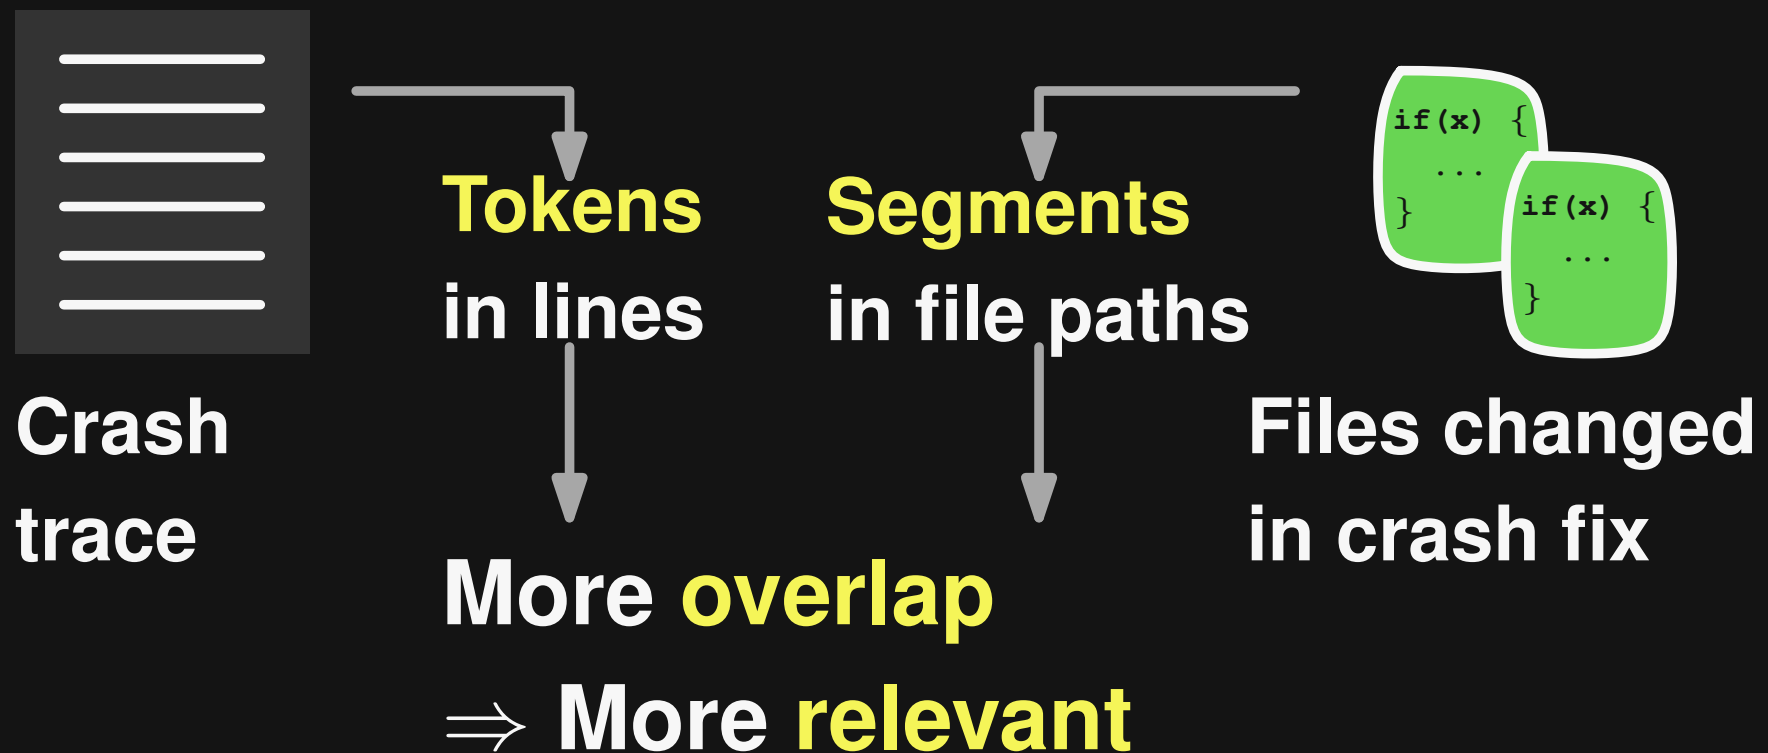 Crash
trace
Tokens
in lines
Segments
in file paths
if(x) {
...
}
if(x) {
...
}
Files changed
in crash fix
More overlap
⇒ More relevant